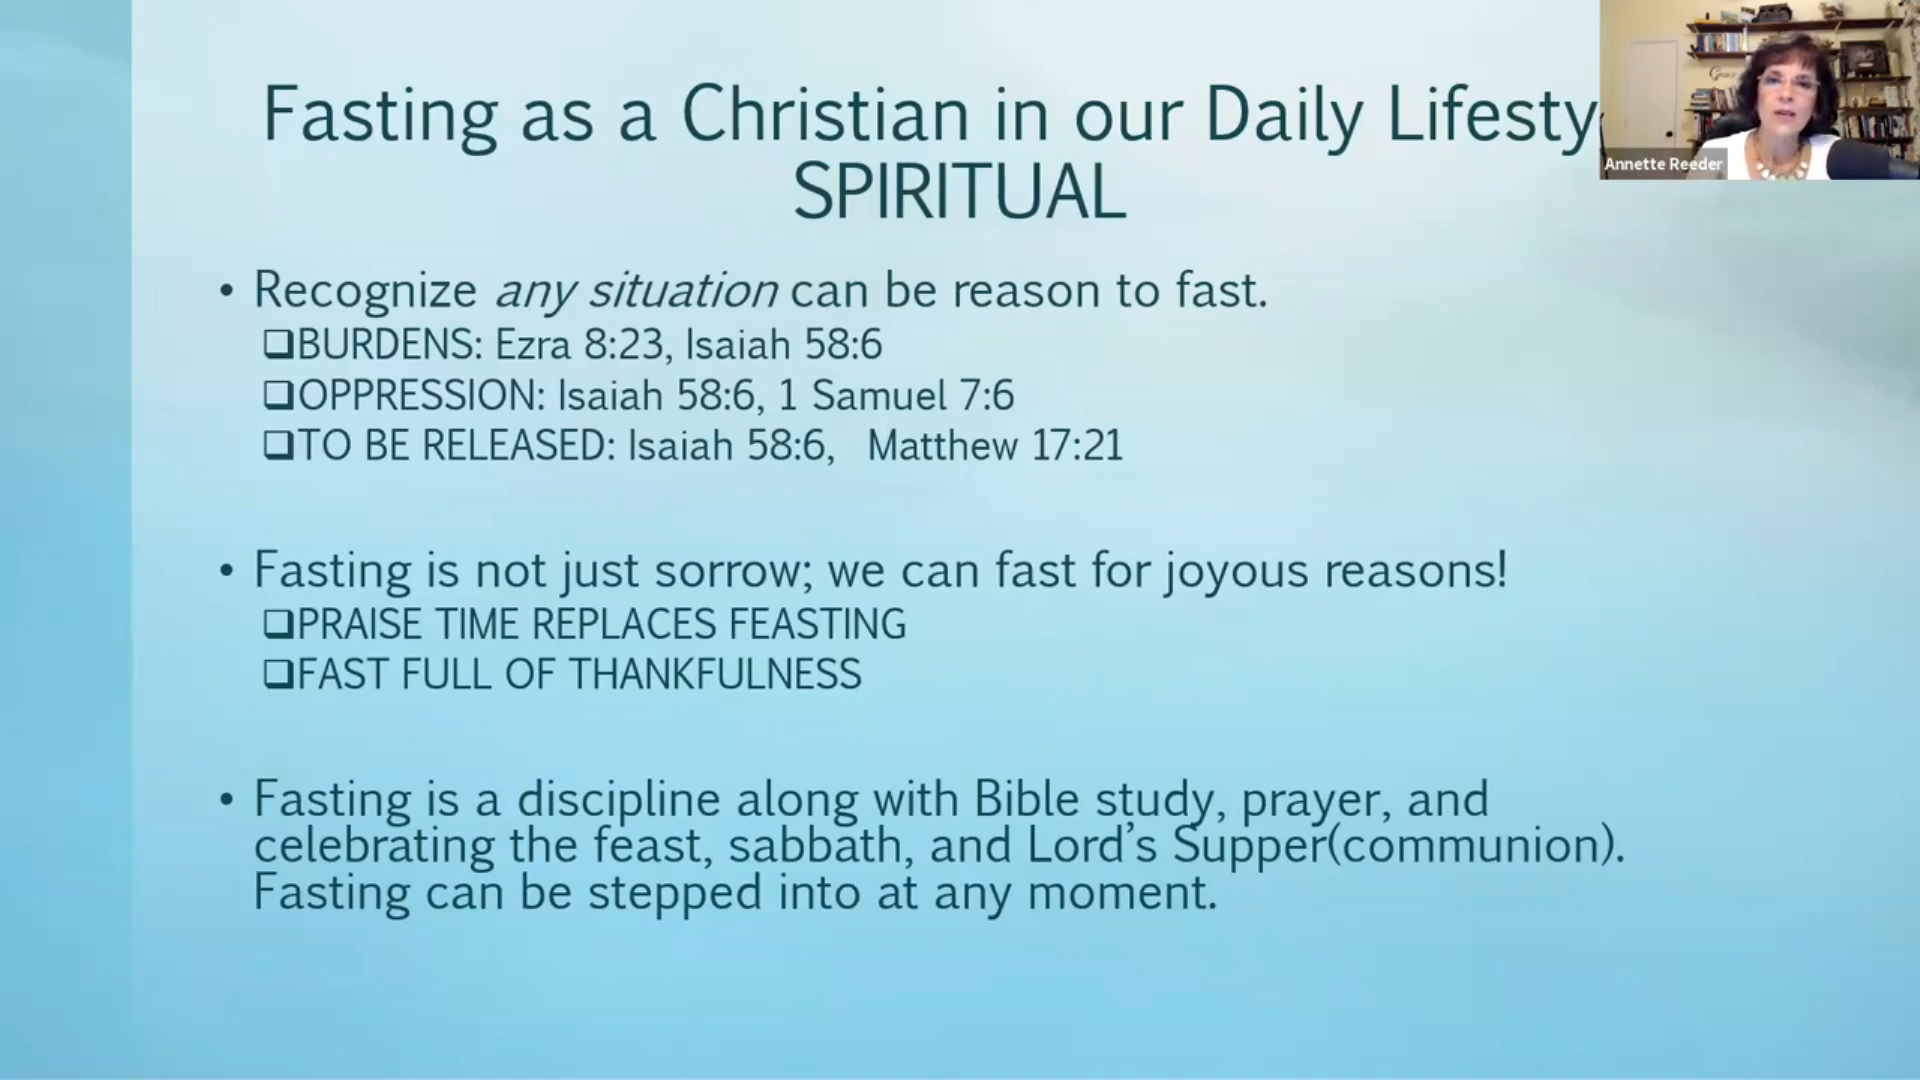 Fasting as a Christian in our Daily Lifesty
SPIRITUAL
Annette Reeder
• Recognize any situation can be reason to fast.
❑BURDENS: Ezra 8:23, Isaiah 58:6
❑OPPRESSION: Isaiah 58:6, 1 Samuel 7:6
❑TO BE RELEASED: Isaiah 58:6, Matthew 17:21
• Fasting is not just sorrow; we can fast for joyous reasons!
❑PRAISE TIME REPLACES FEASTING
❑FAST FULL OF THANKFULNESS
• Fasting is a discipline along with Bible study, prayer, and
celebrating the feast, sabbath, and Lord’s Supper(communion).
Fasting can be stepped into at any moment.